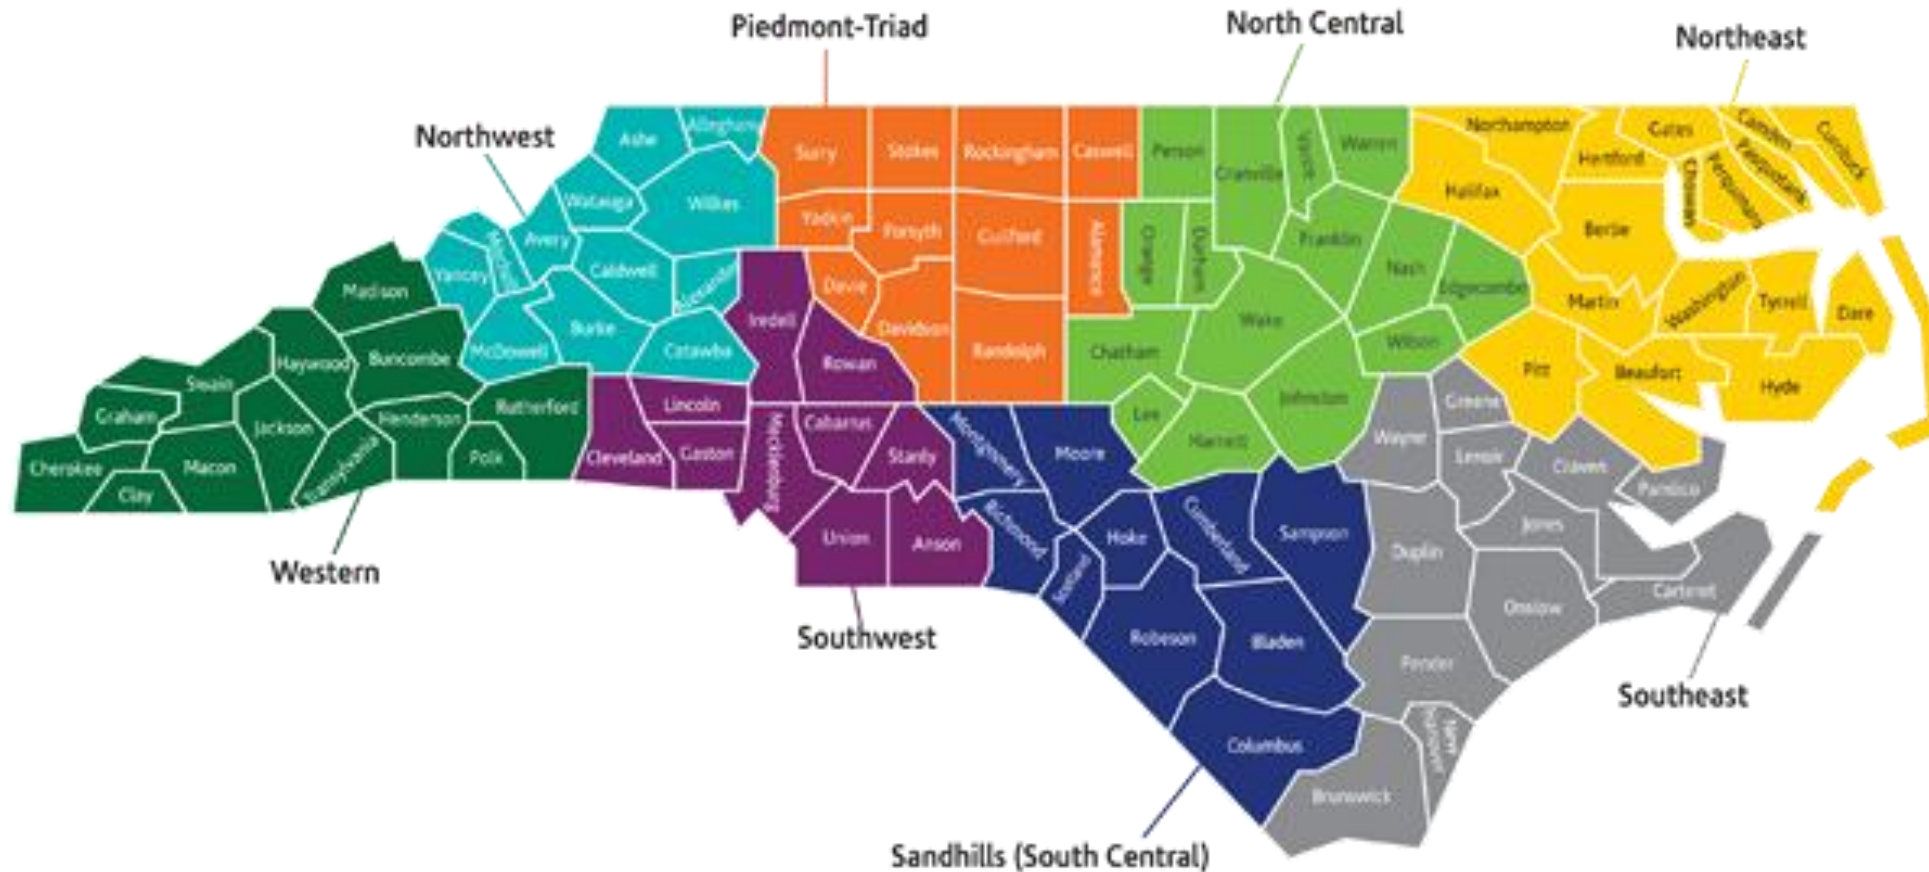 Piedmont-Triad
North Central
Northeast
Northwest
Ashe
Alleghany
Surry
Stokes
Rockingham
Caswell
Person
Granville
Vance
Warren
Northampton
Hertford
Gates
Camden
Currituck
Pasquotank
Perquimans
Chowan
Halifax
Watauga
Wilkes
Yadkin
Forsyth
Guilford
Alamance
Orange
Durham
Franklin
Nash
Edgecombe
Bertie
Avery
Mitchell
Yancey
Caldwell
Alexander
Madison
Iredell
Davie
Davidson
Randolph
Chatham
Wake
Wilson
Martin
Washington
Tyrrell
Dare
Burke
McDowell
Catawba
Buncombe
Haywood
Swain
Rowan
Pitt
Beaufort
Hyde
Graham
Jackson
Henderson
Rutherford
Lincoln
Cabarrus
Mecklenburg
Montgomery
Moore
Lee
Harnett
Johnston
Greene
Wayne
Cherokee
Clay
Macon
Transylvania
Polk
Cleveland
Gaston
Stanly
Lenoir
Craven
Pamlico
Union
Anson
Richmond
Scotland
Hoke
Cumberland
Sampson
Duplin
Jones
Western
Southwest
Robeson
Bladen
Onslow
Carteret
Pender
Southeast
Columbus
New Hanover
Brunswick
Sandhills (South Central)